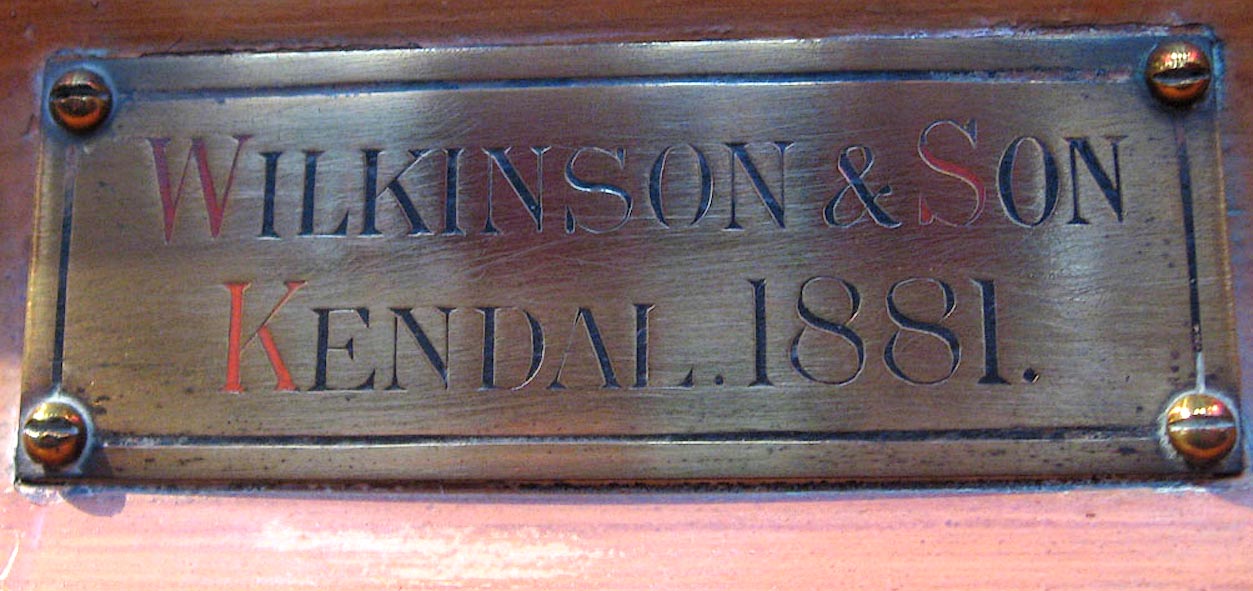 WILKINSON & SON
KENDAL. 1881.